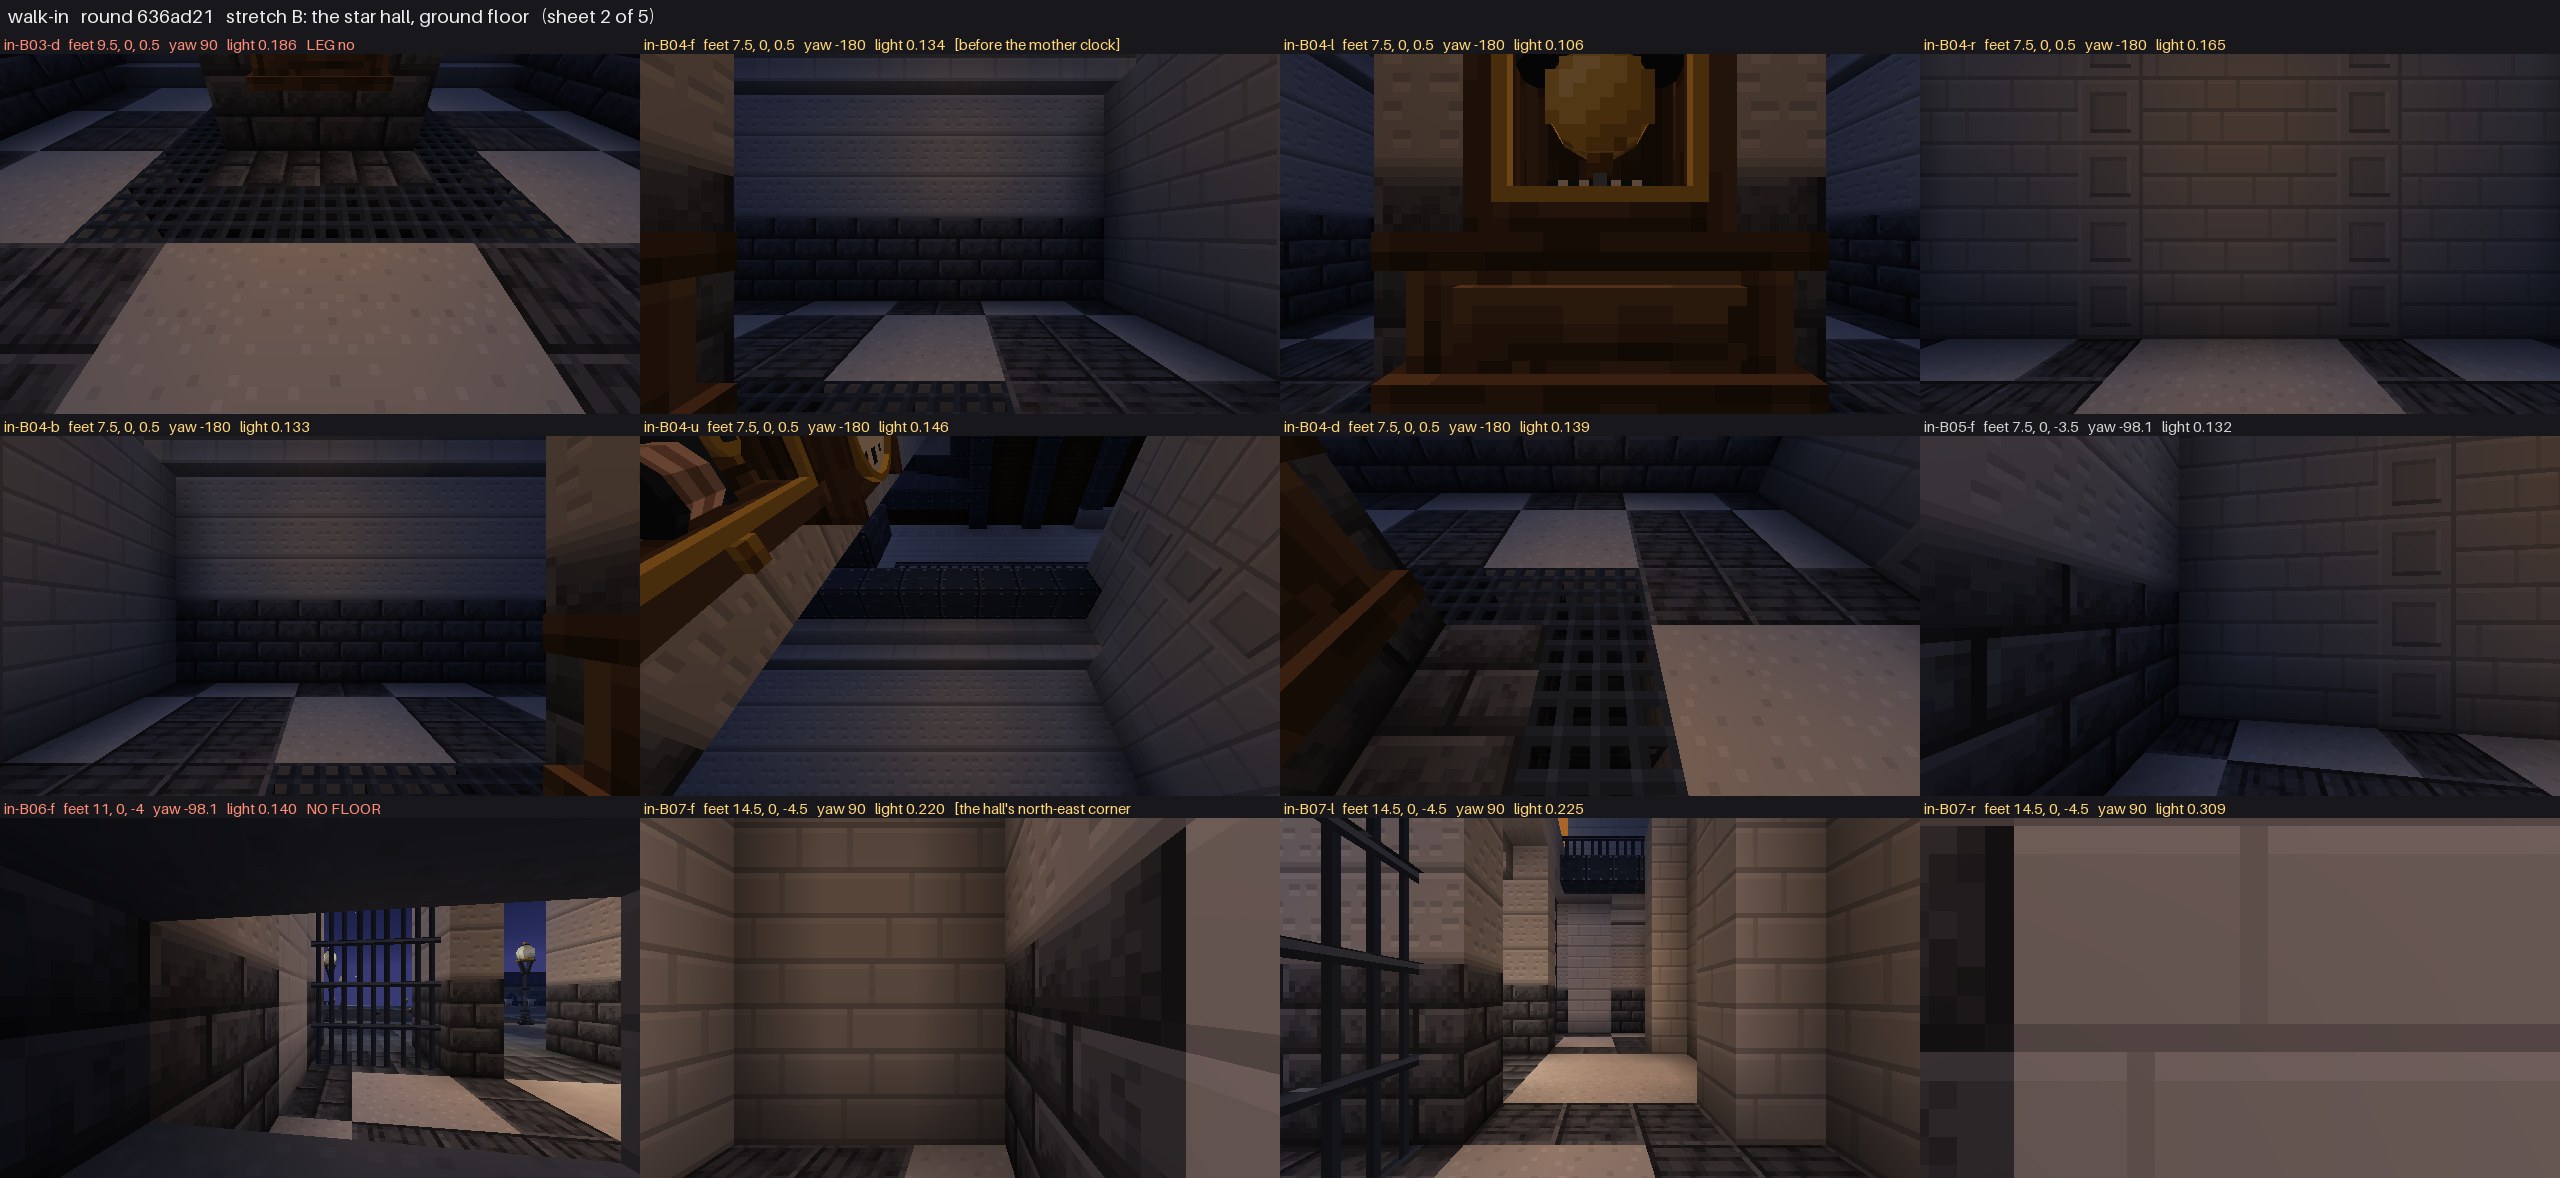 walk-in round 636ad21 stretch B: the star hall, ground floor (sheet 2 of 5)
in-B03-d feet 9.5, 0, 0.5 yaw 90 light 0.186 LEG no
in-B04-f feet 7.5, 0, 0.5 yaw -180 light 0.134 [before the mother clock]
in-B04-l feet 7.5, 0, 0.5 yaw -180 light 0.106
in-B04-r feet 7.5, 0, 0.5 yaw -180 light 0.165
in-B04-b feet 7.5, 0, 0.5 yaw -180 light 0.133
in-B04-u feet 7.5, 0, 0.5 yaw -180 light 0.146
in-B04-d feet 7.5, 0, 0.5 yaw -180 light 0.139
in-B05-f feet 7.5, 0, -3.5 yaw -98.1 light 0.132
in-B06-f feet 11, 0, -4 yaw -98.1 light 0.140 NO FLOOR
in-B07-f feet 14.5, 0, -4.5 yaw 90 light 0.220 [the hall's north-east corner
in-B07-l feet 14.5, 0, -4.5 yaw 90 light 0.225
in-B07-r feet 14.5, 0, -4.5 yaw 90 light 0.309